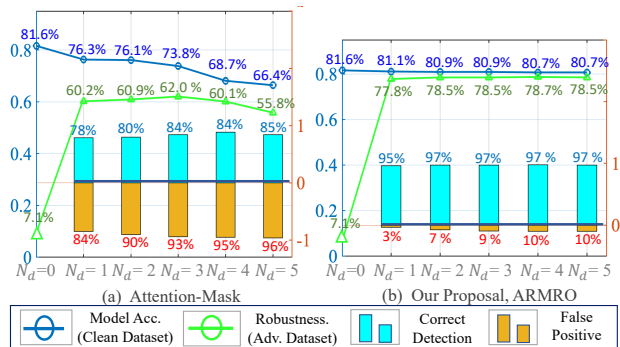 81.6% 76.3% 76.1% 73.8% 68.7% 66.4%
60.2% 60.9% 62.0 % 60.1% 55.8%
78% 80% 84% 84% 85%
7.1%
84% 90% 93% 95% 96%
0.8
0.6
0.4
0.2
0
1
0
-1
N_d=0 N_d= 1 N_d= 2 N_d= 3 N_d= 4 N_d= 5
(a) Attention-Mask
81.6% 81.1% 80.9% 80.9% 80.7% 80.7%
77.8% 78.5% 78.5% 78.7% 78.5%
95% 97% 97% 97 % 97 %
7.1%
3% 7 % 9 % 10% 10%
0.8
0.6
0.4
0.2
0
1
0
N_d=0 N_d= 1 N_d= 2 N_d= 3 N_d= 4 N_d= 5
(b) Our Proposal, ARMRO
Model Acc.
(Clean Dataset)
Robustness.
(Adv. Dataset)
Correct
Detection
False
Positive